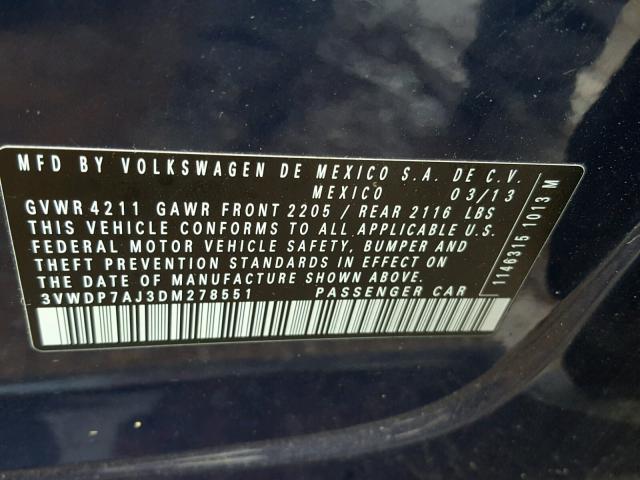 MFD BY VOLKSWAGEN DE MEXICO S.A. DE C.V.
MEXICO 03/13
GVWR 4211 GAWR FRONT 2205 / REAR 2116 LBS
THIS VEHICLE CONFORMS TO ALL APPLICABLE U.S.
FEDERAL MOTOR VEHICLE SAFETY, BUMPER AND
THEFT PREVENTION STANDARDS IN EFFECT ON
THE DATE OF MANUFACTURE SHOWN ABOVE.
3VWDP7AJ3DM278551 PASSENGER CAR
1146315 1013 M